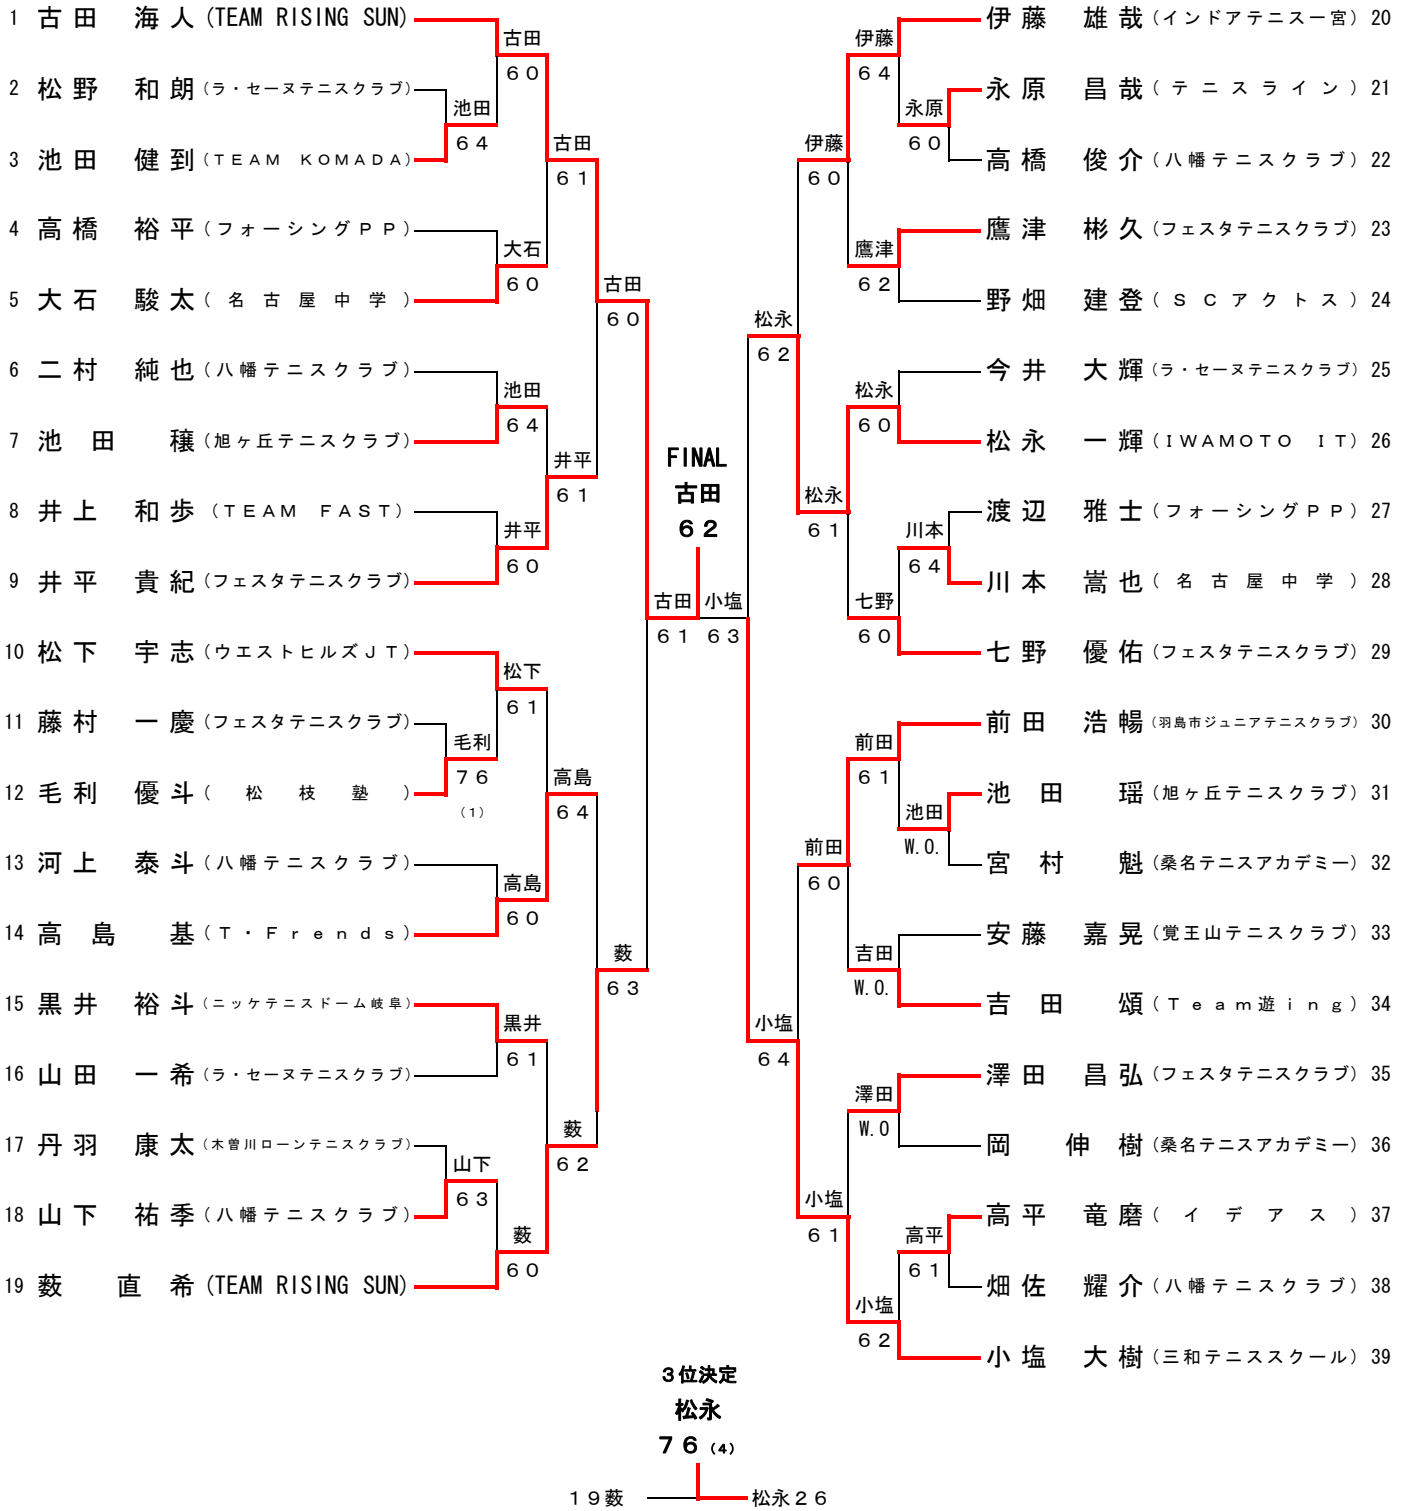 1 古田 海人 (TEAM RISING SUN)
2 松野 和朗 (ラ・セーヌテニスクラブ)
3 池田 健到 (TEAM KOMADA)
4 高橋 裕平 (フォーシングPP)
5 大石 駿太 (名古屋中学)
6 二村 純也 (八幡テニスクラブ)
7 池田 穣 (旭ヶ丘テニスクラブ)
8 井上 和歩 (TEAM FAST)
9 井平 貴紀 (フェスタテニスクラブ)
10 松下 宇志 (ウエストヒルズJT)
11 藤村 一慶 (フェスタテニスクラブ)
12 毛利 優斗 (松枝塾)
13 河上 泰斗 (八幡テニスクラブ)
14 高島 基 (T・Frends)
15 黒井 裕斗 (ニッケテニスドーム岐阜)
16 山田 一希 (ラ・セーヌテニスクラブ)
17 丹羽 康太 (木曽川ローンテニスクラブ)
18 山下 祐季 (八幡テニスクラブ)
19 薮 直希 (TEAM RISING SUN)
池田
64
毛利
76
(1)
山下
63
古田
60
大石
60
池田
64
井平
60
松下
61
高島
60
黒井
61
薮
60
古田
61
井平
61
高島
64
薮
62
古田
60
薮
63
古田
61
FINAL
古田
62
小塩
63
松永
62
小塩
64
伊藤
60
松永
61
前田
60
小塩
61
伊藤
64
鷹津
62
松永
60
七野
60
前田
61
吉田
W.O.
澤田
W.O
小塩
62
永原
60
川本
64
池田
W.O.
高平
61
伊藤 雄哉 (インドアテニス一宮) 20
永原 昌哉 (テニスライン) 21
高橋 俊介 (八幡テニスクラブ) 22
鷹津 彬久 (フェスタテニスクラブ) 23
野畑 建登 (SCアクトス) 24
今井 大輝 (ラ・セーヌテニスクラブ) 25
松永 一輝 (IWAMOTO IT) 26
渡辺 雅士 (フォーシングPP) 27
川本 嵩也 (名古屋中学) 28
七野 優佑 (フェスタテニスクラブ) 29
前田 浩暢 (羽島市ジュニアテニスクラブ) 30
池田 瑶 (旭ヶ丘テニスクラブ) 31
宮村 魁 (桑名テニスアカデミー) 32
安藤 嘉晃 (覚王山テニスクラブ) 33
吉田 頌 (Team遊ing) 34
澤田 昌弘 (フェスタテニスクラブ) 35
岡 伸樹 (桑名テニスアカデミー) 36
高平 竜磨 (イデアス) 37
畑佐 耀介 (八幡テニスクラブ) 38
小塩 大樹 (三和テニススクール) 39
3位決定
松永
76 (4)
19薮 松永26